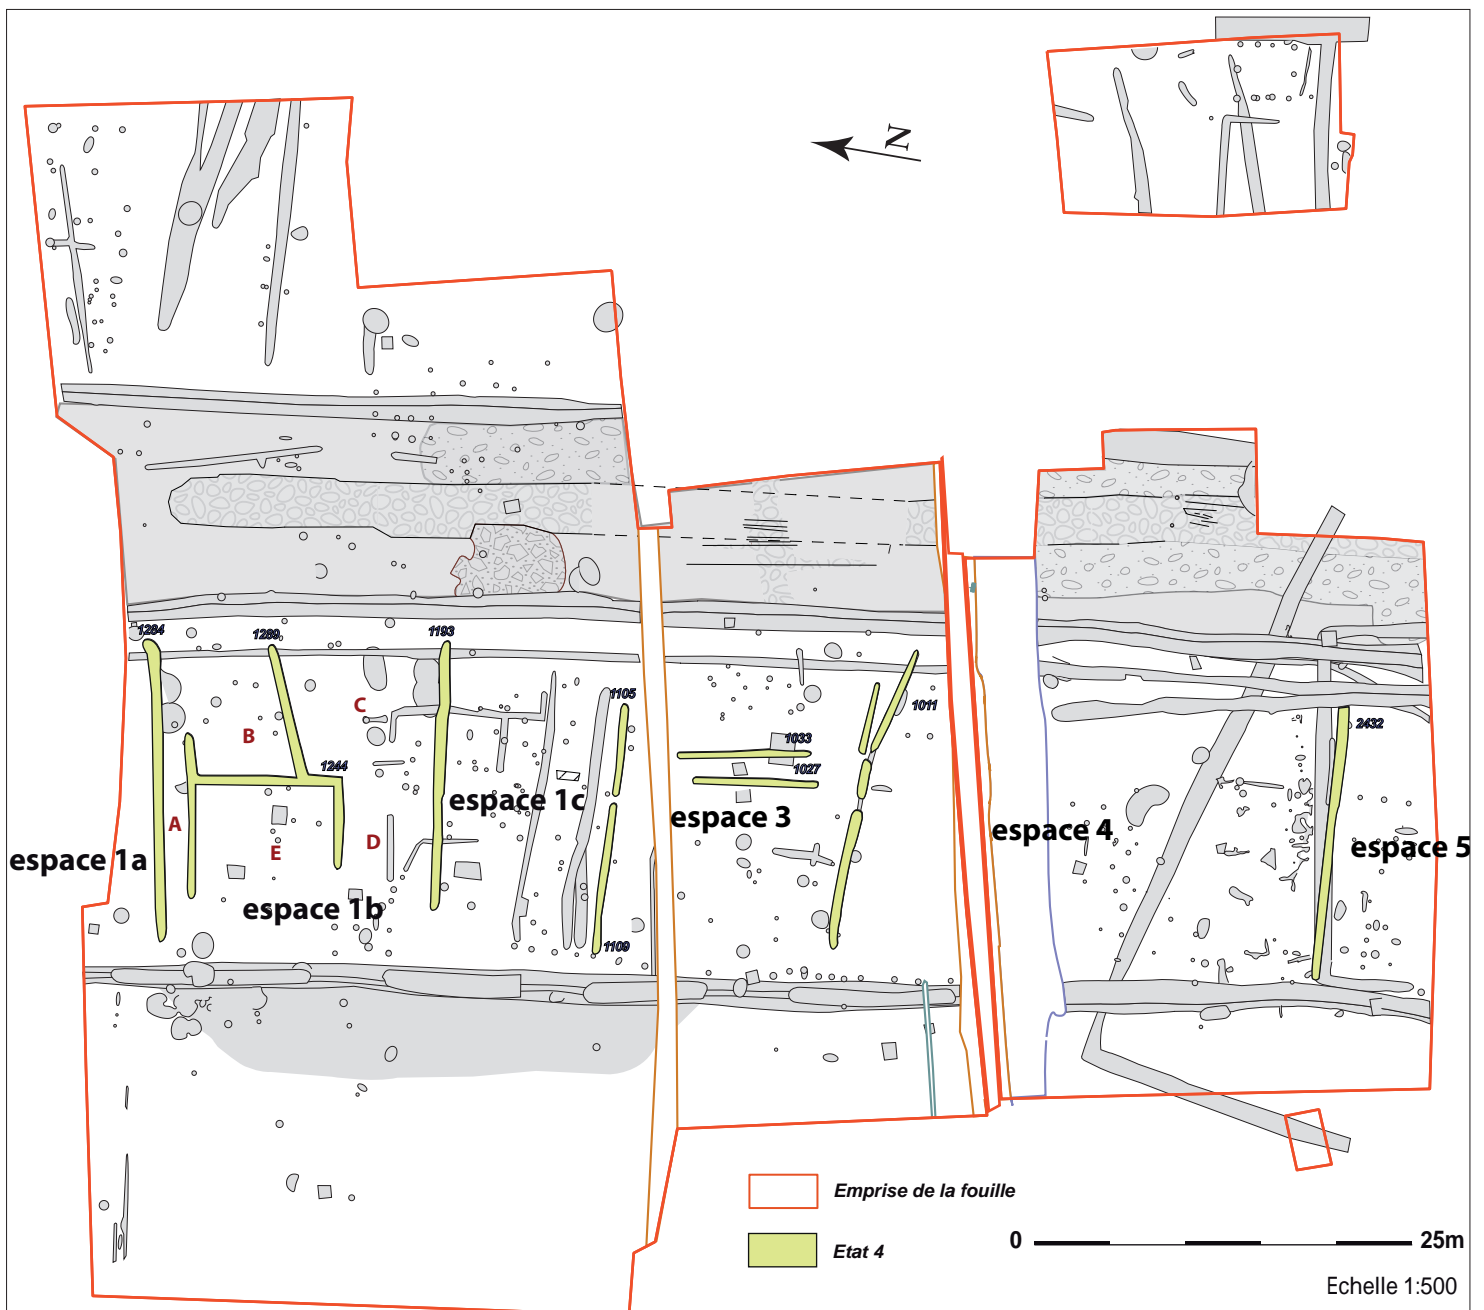 N
1284
1289
1193
C
1105
1011
B
1033
1244
1027
2432
espace 1c
A
espace 3
espace 4
D
E
espace 1a
espace 5
espace 1b
1109
Emprise de la fouille
Etat 4
0 25m
Echelle 1:500